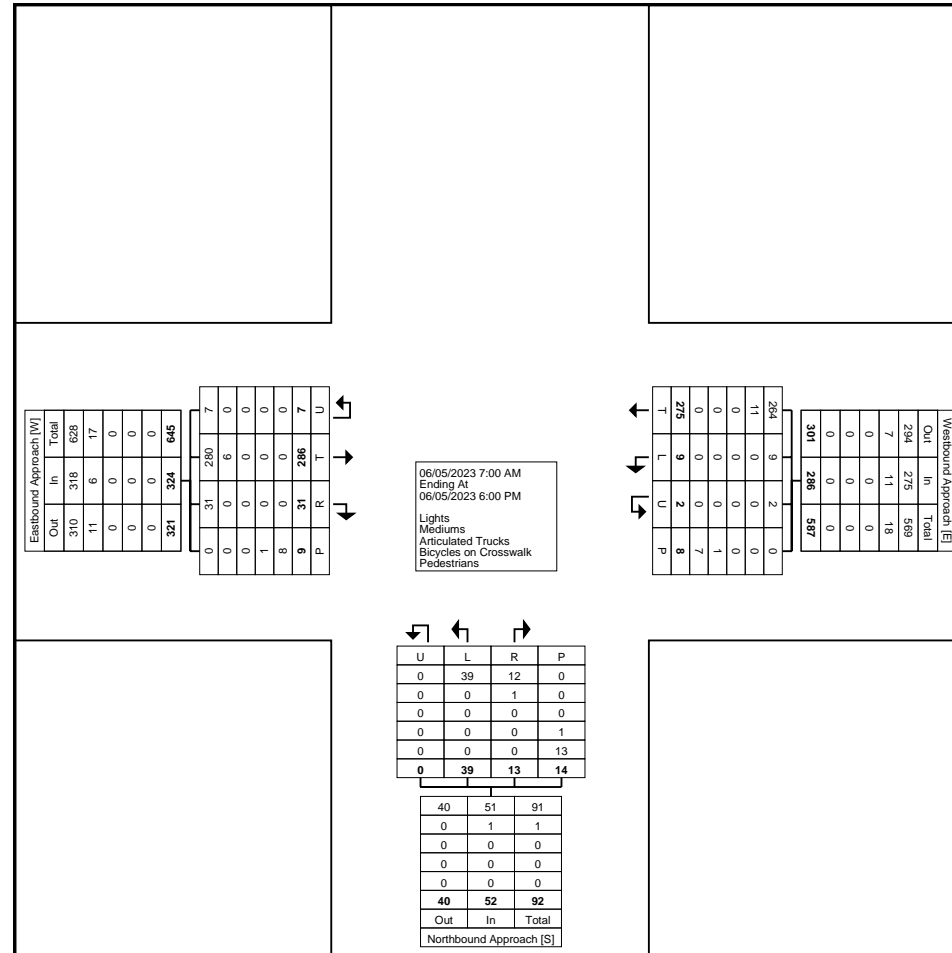 Eastbound Approach [W]
Out In Total
310 318 628
11 6 17
0 0 0
0 0 0
0 0 0
321 324 645
U T R P
7 286 31 9
0 0 0 8
0 0 0 1
0 0 0 0
0 6 0 0
7 280 31 0
06/05/2023 7:00 AM
Ending At
06/05/2023 6:00 PM
Lights
Mediums
Articulated Trucks
Bicycles on Crosswalk
Pedestrians
Westbound Approach [E]
Out In Total
294 275 569
7 11 18
0 0 0
0 0 0
0 0 0
301 286 587
264 9 2 0
11 0 0 0
0 0 0 0
0 0 0 1
0 0 0 7
275 9 2 8
T L U P
U L R P
0 39 12 0
0 0 1 0
0 0 0 0
0 0 0 1
0 0 0 13
0 39 13 14
40 51 91
0 1 1
0 0 0
0 0 0
0 0 0
40 52 92
Out In Total
Northbound Approach [S]